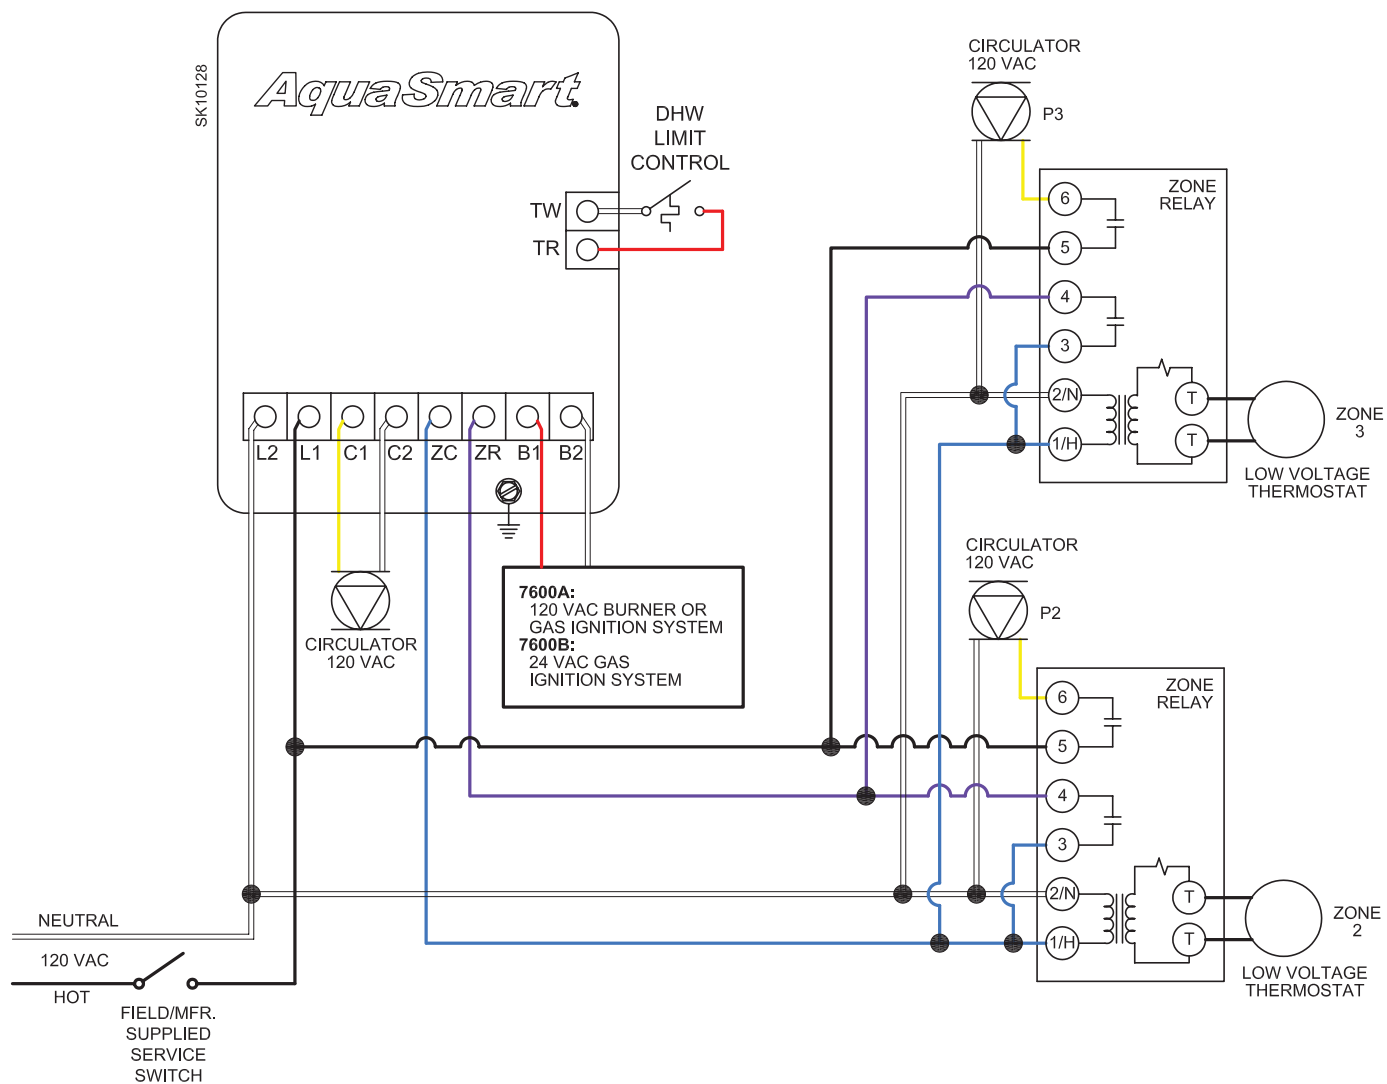 SK10128
AquaSmart
DHW
LIMIT
CONTROL
TW
TR
L2 L1 C1 C2 ZC ZR B1 B2
CIRCULATOR
120 VAC
7600A:
120 VAC BURNER OR
GAS IGNITION SYSTEM
7600B:
24 VAC GAS
IGNITION SYSTEM
CIRCULATOR
120 VAC
P3
ZONE
RELAY
6
5
4
3
2/N
1/H
T
T
ZONE
3
LOW VOLTAGE
THERMOSTAT
CIRCULATOR
120 VAC
P2
ZONE
RELAY
6
5
4
3
2/N
1/H
T
T
ZONE
2
LOW VOLTAGE
THERMOSTAT
NEUTRAL
120 VAC
HOT
FIELD/MFR.
SUPPLIED
SERVICE
SWITCH